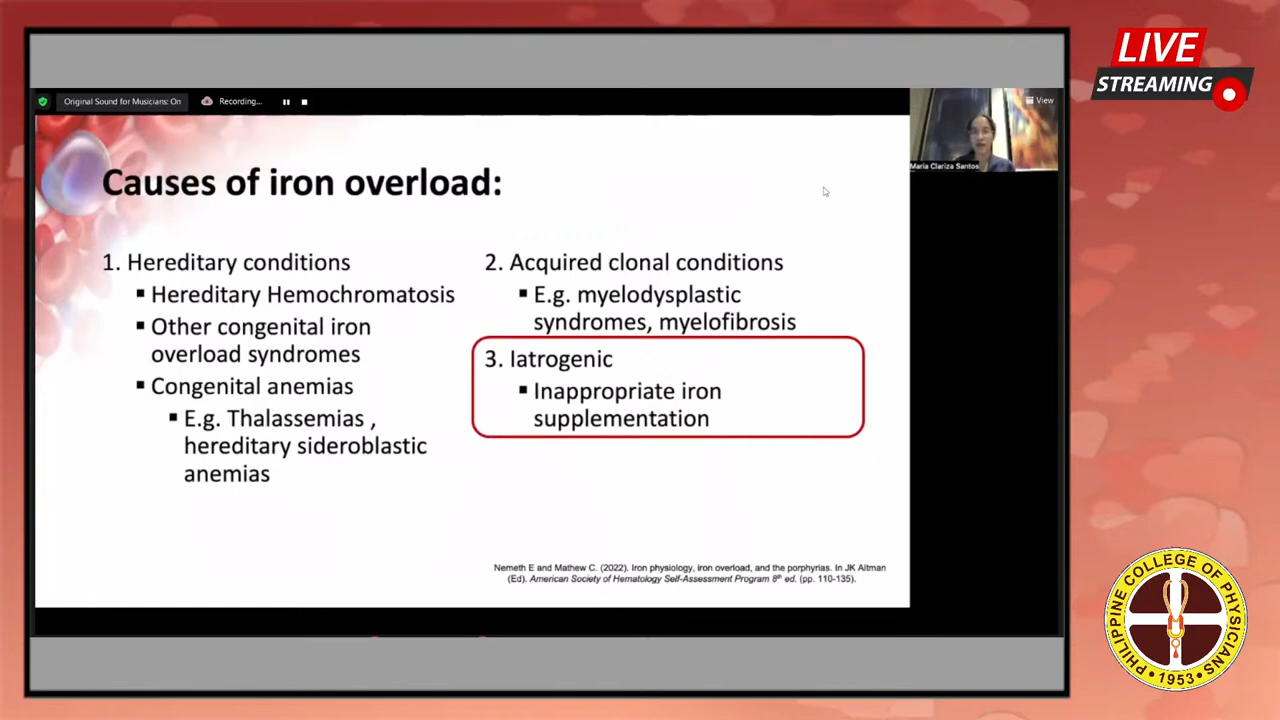 LIVE
STREAMING
Original Sound for Musicians: On
Recording...
View
Maria Clariza Santos
Causes of iron overload:
1. Hereditary conditions
▪ Hereditary Hemochromatosis
▪ Other congenital iron
overload syndromes
▪ Congenital anemias
▪ E.g. Thalassemias ,
hereditary sideroblastic
anemias
2. Acquired clonal conditions
▪ E.g. myelodysplastic
syndromes, myelofibrosis
3. Iatrogenic
▪ Inappropriate iron
supplementation
Nemeth E and Mathew C. (2022). Iron physiology, iron overload, and the porphyrias. In JK Altman
(Ed). American Society of Hematology Self-Assessment Program 8th ed. (pp. 110-135).
PHILIPPINE COLLEGE OF PHYSICIANS
1953